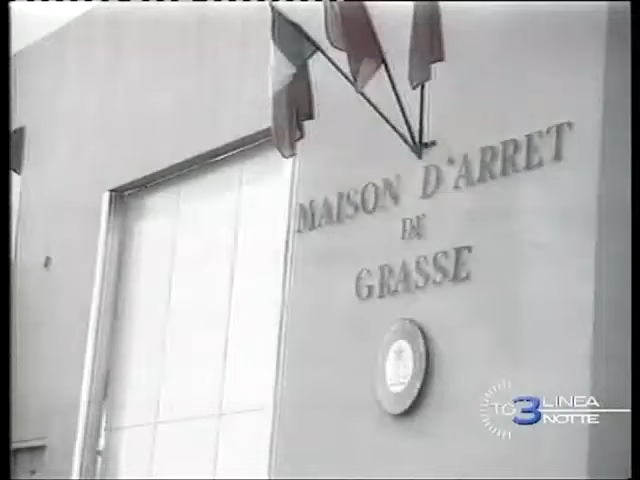 MAISON D'ARRET
DE
GRASSE
TG3 LINEA
NOTTE